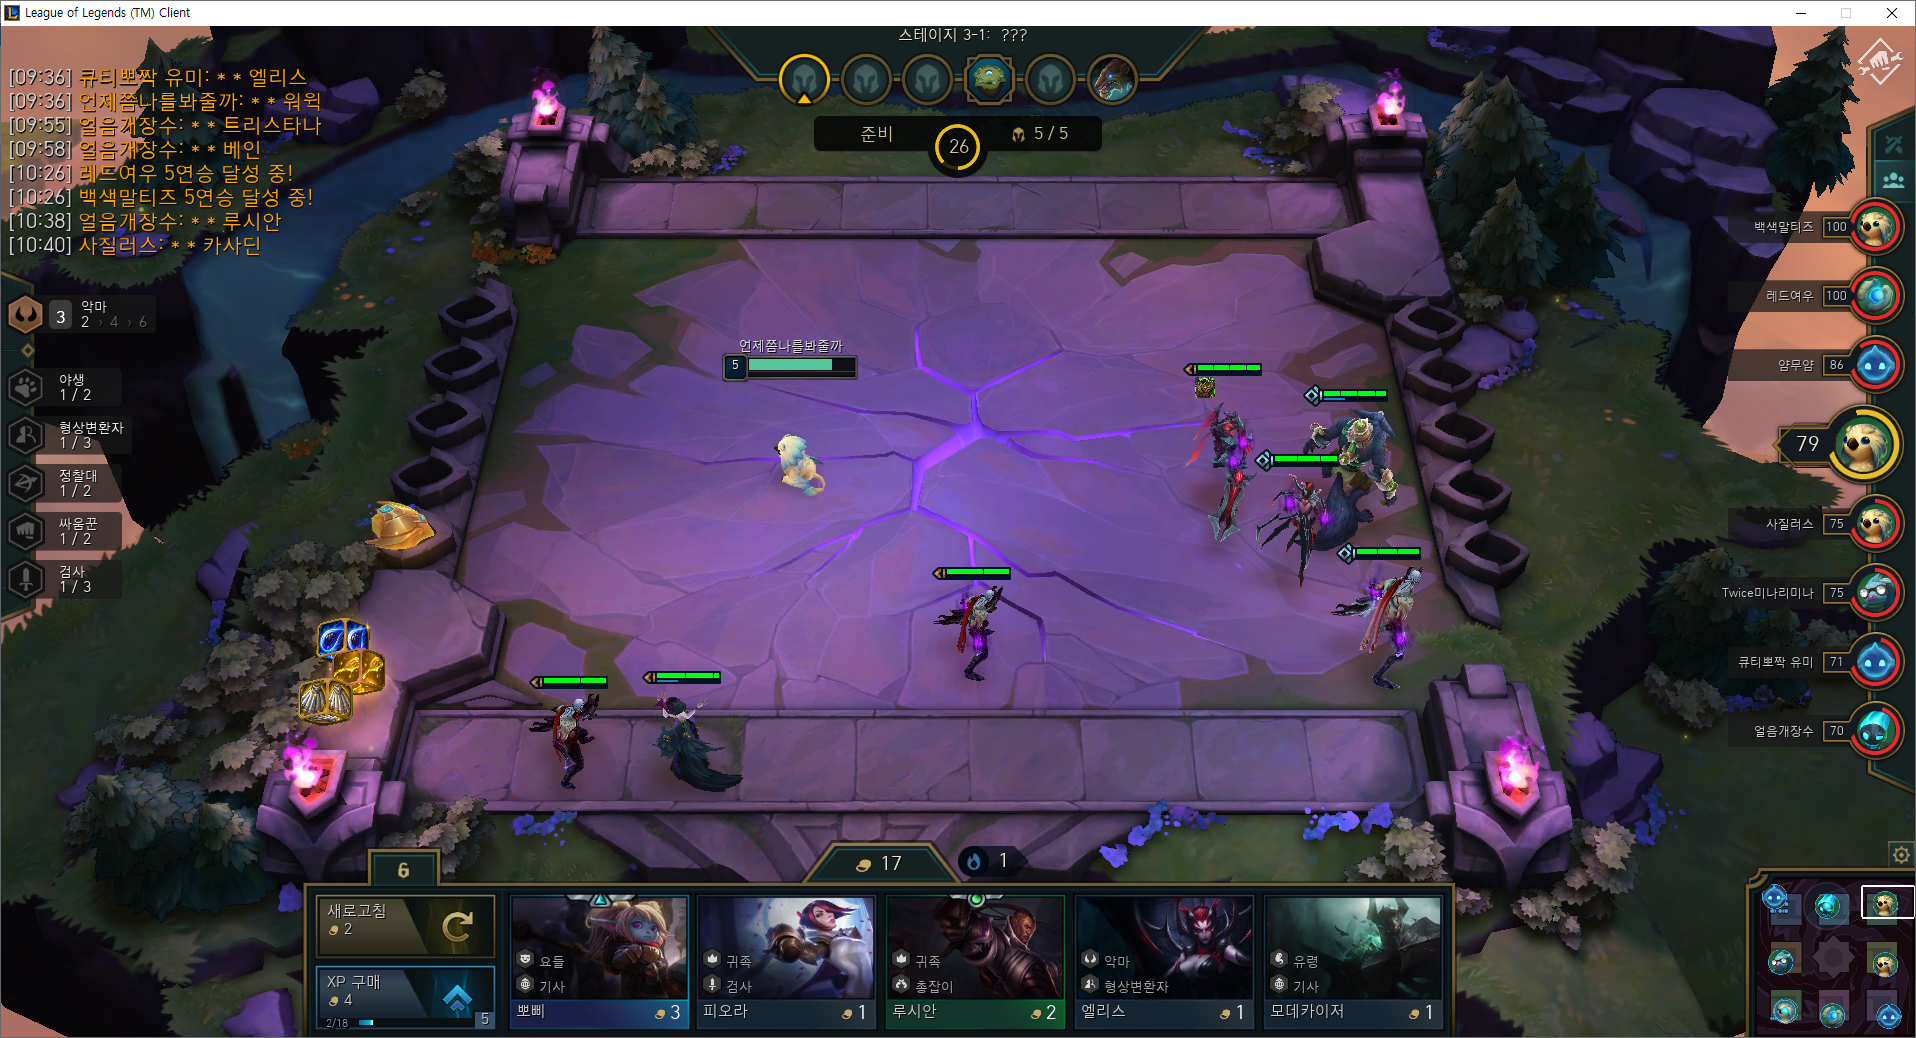 League of Legends (TM) Client
스테이지 3-1: ???
[09:36] 큐티뽀짝 유미: * * 엘리스
[09:36] 언제쯤나를봐줄까: * * 워윅
[09:55] 얼음개장수: * * 트리스타나
[09:58] 얼음개장수: * * 베인
[10:26] 레드여우 5연승 달성 중!
[10:26] 백색말티즈 5연승 달성 중!
[10:38] 얼음개장수: * * 루시안
[10:40] 사질러스: * * 카사딘
준비
26
5 / 5
3
악마
2 › 4 › 6
야생
1 / 2
형상변환자
1 / 3
정찰대
1 / 2
싸움꾼
1 / 2
검사
1 / 3
언제쯤나를봐줄까
5
백색말티즈 100
레드여우 100
얌무얌 86
79
사질러스 75
Twice미나리미나 75
큐티뽀짝 유미 71
얼음개장수 70
6
17
1
새로고침
2
XP 구매
4
2/18
5
요들
기사
뽀삐 3
귀족
검사
피오라 1
귀족
총잡이
루시안 2
악마
형상변환자
엘리스 1
유령
기사
모데카이저 1